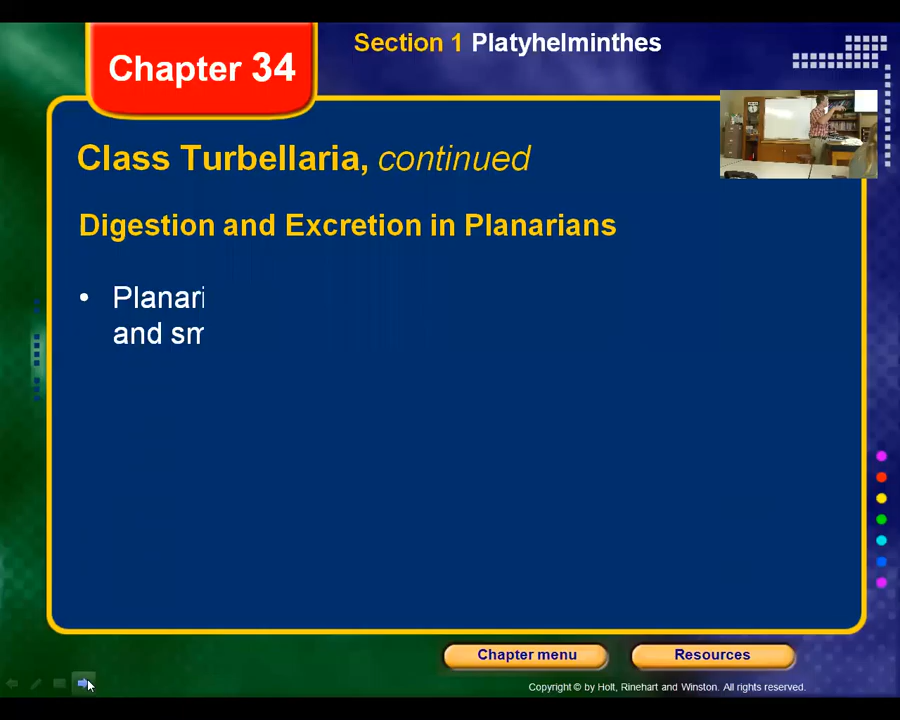 Chapter 34
Section 1 Platyhelminthes
Class Turbellaria, continued
Digestion and Excretion in Planarians
• Planari
and sm
Chapter menu
Resources
Copyright © by Holt, Rinehart and Winston. All rights reserved.